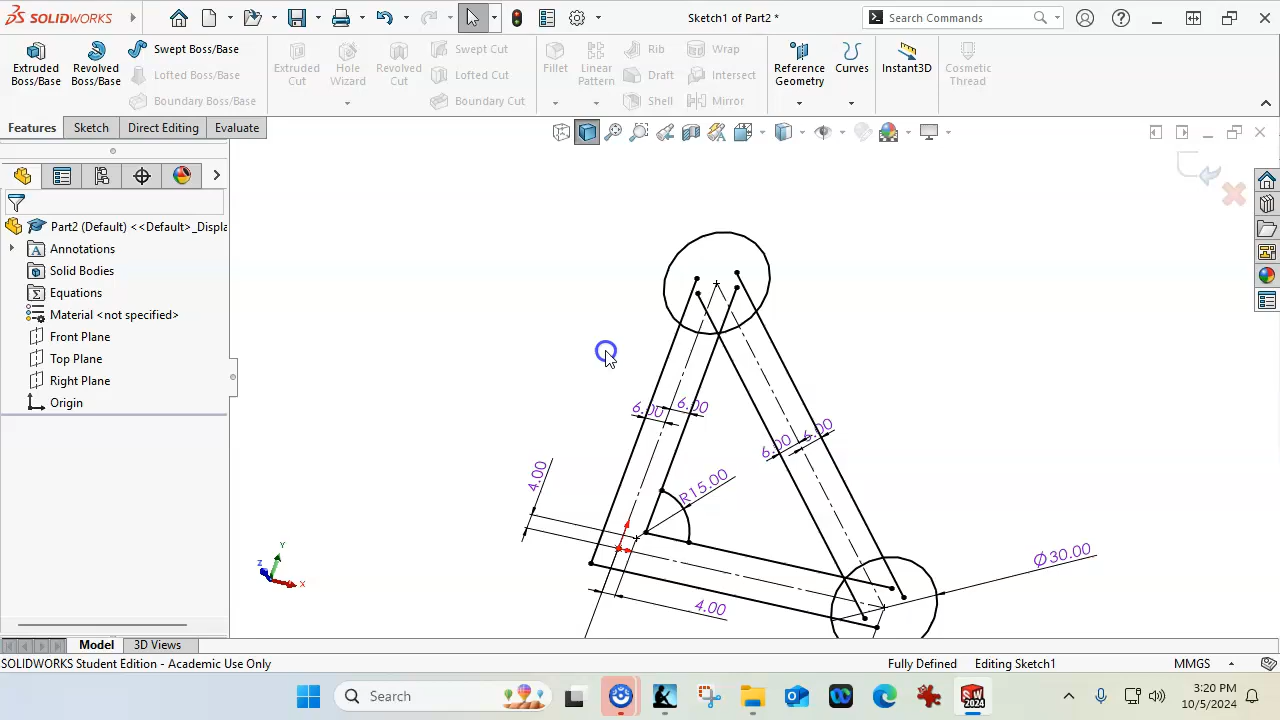 SOLIDWORKS
Sketch1 of Part2 *
Search Commands
Extruded Boss/Base
Revolved Boss/Base
Swept Boss/Base
Lofted Boss/Base
Boundary Boss/Base
Extruded Cut
Hole Wizard
Revolved Cut
Swept Cut
Lofted Cut
Boundary Cut
Fillet
Linear Pattern
Rib
Draft
Shell
Wrap
Intersect
Mirror
Reference Geometry
Curves
Instant3D
Cosmetic Thread
Features
Sketch
Direct Editing
Evaluate
Part2 (Default) <<Default>_Displa
Annotations
Solid Bodies
Equations
Material <not specified>
Front Plane
Top Plane
Right Plane
Origin
6.00
6.00
6.00
6.00
4.00
R15.00
Ø30.00
4.00
Y
Z
X
Model
3D Views
SOLIDWORKS Student Edition - Academic Use Only
Fully Defined
Editing Sketch1
MMGS
Search
SW
2024
3:20 PM
10/5/2024